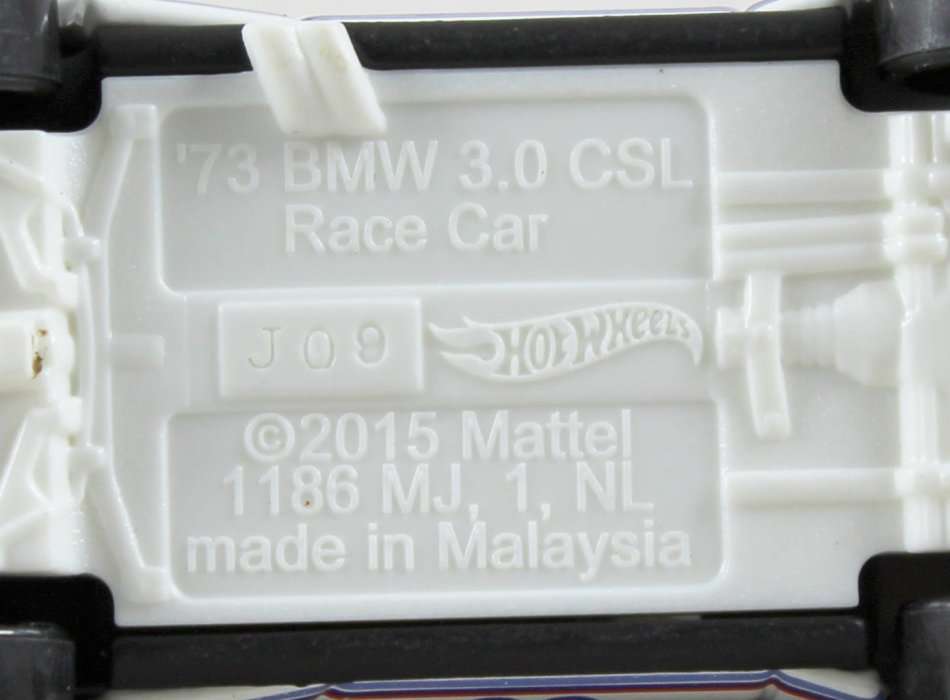 '73 BMW 3.0 CSL
Race Car
J09
HOT WHEELS
©2015 Mattel
1186 MJ, 1, NL
made in Malaysia